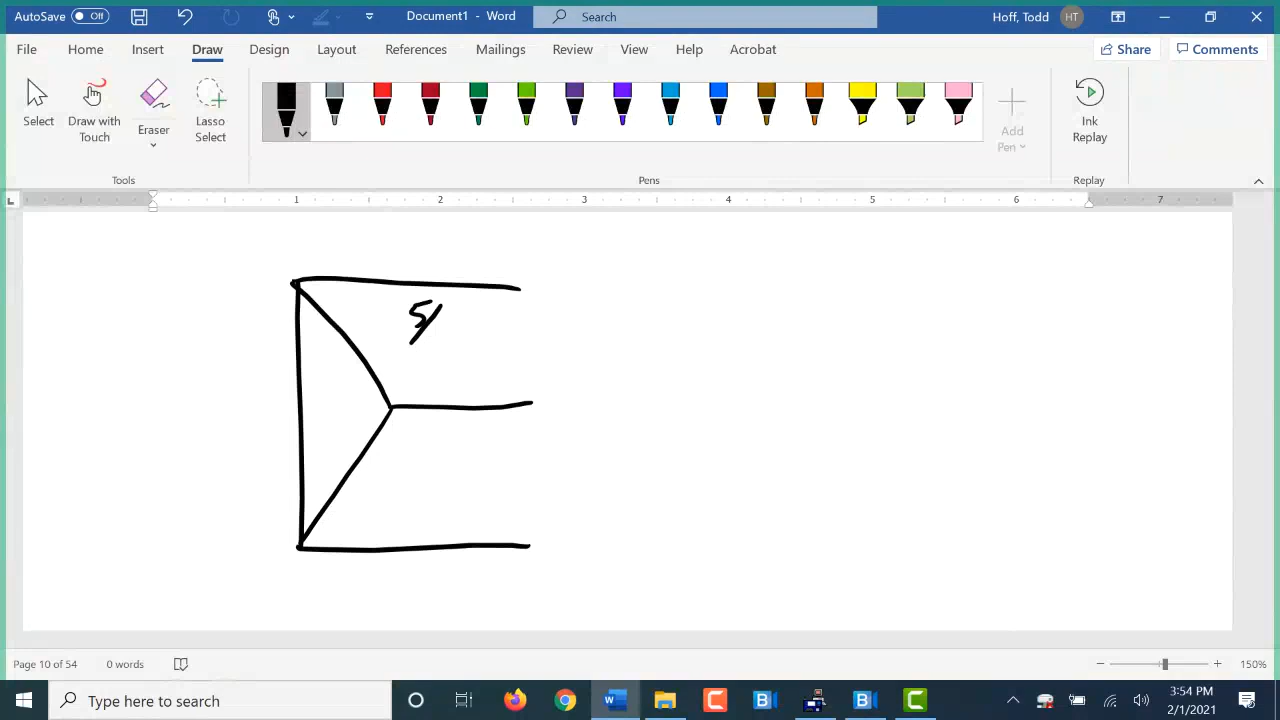 AutoSave Off Document1 - Word Search Hoff, Todd HT
File Home Insert Draw Design Layout References Mailings Review View Help Acrobat Share Comments
Select Draw with Touch Eraser Lasso Select Add Pen Ink Replay
Tools Pens Replay
L 1 2 3 4 5 6 7
5/
Page 10 of 54 0 words 150%
Type here to search W B B C C 3:54 PM
2/1/2021